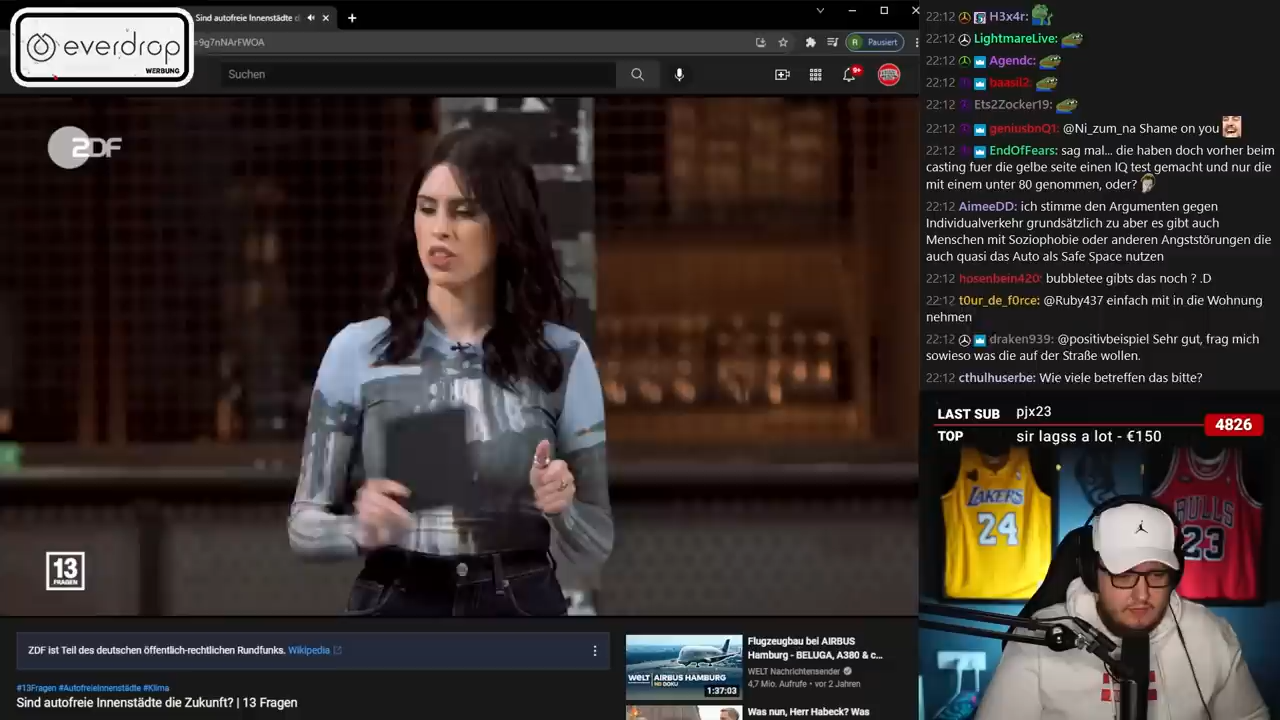 everdrop
WERBUNG
Sind autofreie Innenstädte d
=9g7nNArFWOA
R
Pausiert
Suchen
9+
ZDF
13
FRAGEN
ZDF ist Teil des deutschen öffentlich-rechtlichen Rundfunks. Wikipedia
#13Fragen #AutofreieInnenstädte #Klima
Sind autofreie Innenstädte die Zukunft? | 13 Fragen
WELT AIRBUS HAMBURG
HD DOKU
1:37:03
Flugzeugbau bei AIRBUS
Hamburg - BELUGA, A380 & c...
WELT Nachrichtensender
4,7 Mio. Aufrufe • vor 2 Jahren
Was nun, Herr Habeck? Was
22:12 H3x4r:
22:12 LightmareLive:
22:12 Agendc:
22:12 baasil2:
22:12 Ets2Zocker19:
22:12 geniusbnQ1: @Ni_zum_na Shame on you
22:12 EndOfFears: sag mal... die haben doch vorher beim
casting fuer die gelbe seite einen IQ test gemacht und nur die
mit einem unter 80 genommen, oder?
22:12 AimeeDD: ich stimme den Argumenten gegen
Individualverkehr grundsätzlich zu aber es gibt auch
Menschen mit Soziophobie oder anderen Angststörungen die
auch quasi das Auto als Safe Space nutzen
22:12 hosenbein420: bubbletee gibts das noch ? .D
22:12 t0ur_de_f0rce: @Ruby437 einfach mit in die Wohnung
nehmen
22:12 draken939: @positivbeispiel Sehr gut, frag mich
sowieso was die auf der Straße wollen.
22:12 cthulhuserbe: Wie viele betreffen das bitte?
LAST SUB pjx23
4826
TOP sir lagss a lot - €150
LAKERS
24
BULLS
23